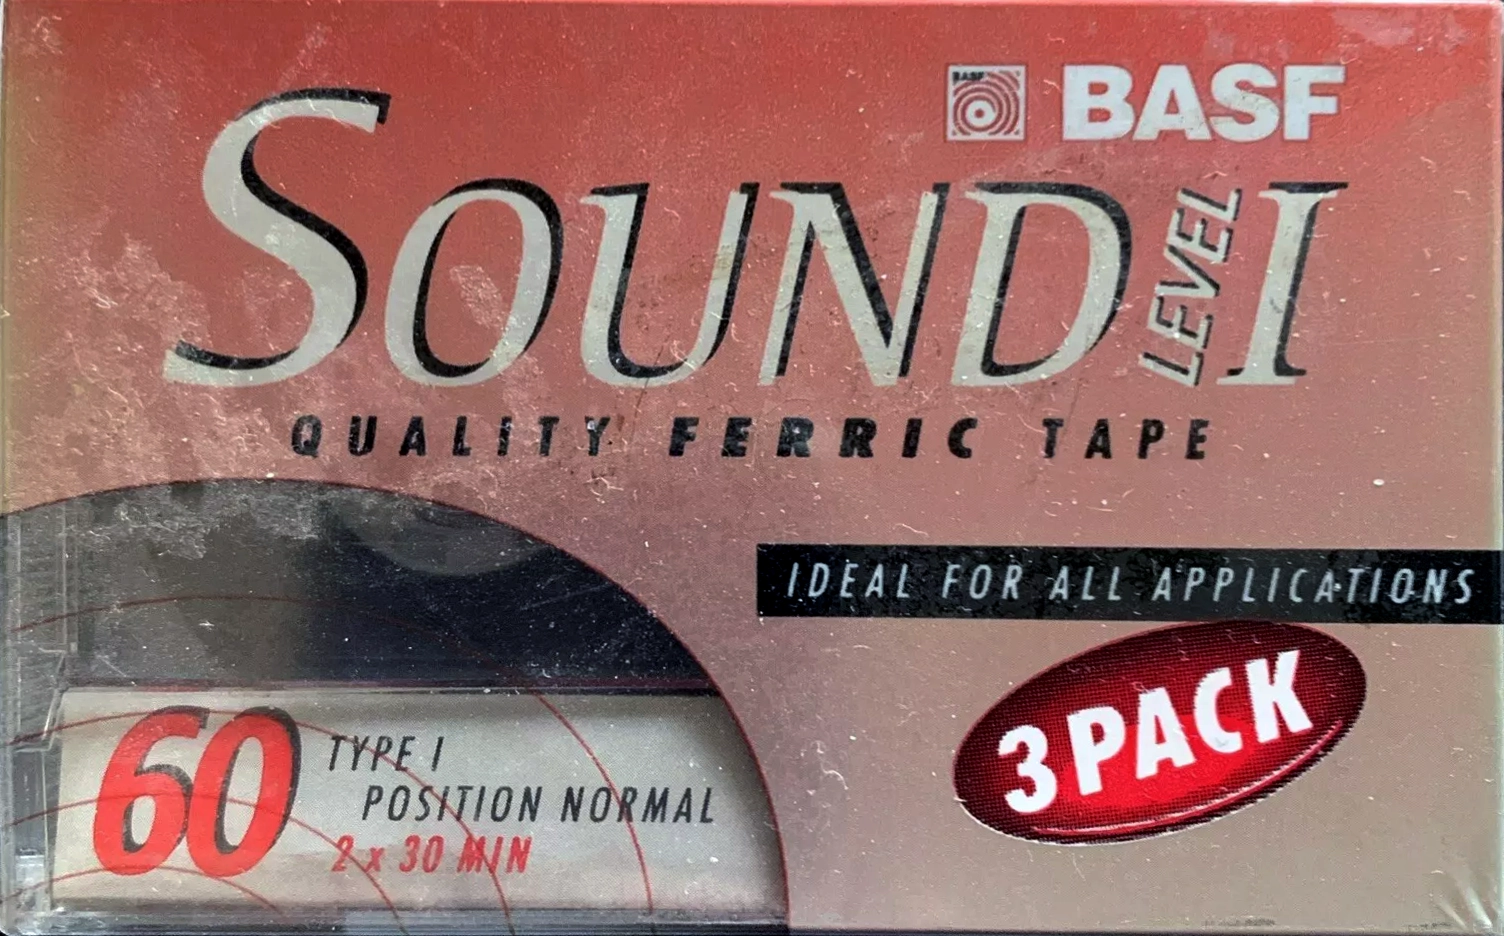 BASF BASF
SOUND LEVEL I
QUALITY FERRIC TAPE
IDEAL FOR ALL APPLICATIONS
3 PACK
60 TYPE I
POSITION NORMAL
2 x 30 MIN